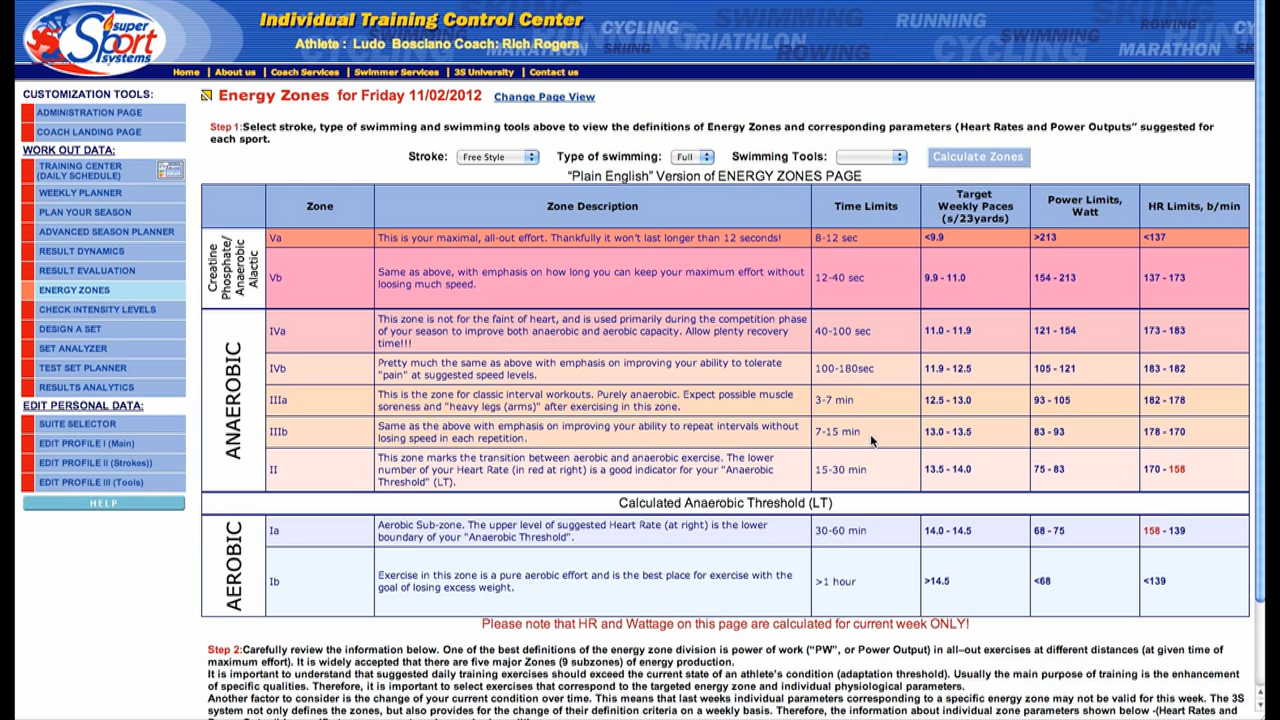 super
Sport
systems
Individual Training Control Center
Athlete : Ludo Bosciano Coach: Rich Rogers
CYCLING
SKIING
SWIMMING
TRIATHLON
ROWING
RUNNING
CYCLING
SWIMMING
SKIING
ROWING
MARATHON
Home | About us | Coach Services | Swimmer Services | 3S University | Contact us
CUSTOMIZATION TOOLS:
ADMINISTRATION PAGE
COACH LANDING PAGE
WORK OUT DATA:
TRAINING CENTER
(DAILY SCHEDULE)
WEEKLY PLANNER
PLAN YOUR SEASON
ADVANCED SEASON PLANNER
RESULT DYNAMICS
RESULT EVALUATION
ENERGY ZONES
CHECK INTENSITY LEVELS
DESIGN A SET
SET ANALYZER
TEST SET PLANNER
RESULTS ANALYTICS
EDIT PERSONAL DATA:
SUITE SELECTOR
EDIT PROFILE I (Main)
EDIT PROFILE II (Strokes))
EDIT PROFILE III (Tools)
HELP
Energy Zones for Friday 11/02/2012 Change Page View
Step 1:Select stroke, type of swimming and swimming tools above to view the definitions of Energy Zones and corresponding parameters (Heart Rates and Power Outputs" suggested for
each sport.
Stroke: Free Style Type of swimming: Full Swimming Tools: Calculate Zones
"Plain English" Version of ENERGY ZONES PAGE
Zone Zone Description Time Limits Target Weekly Paces (s/23yards) Power Limits, Watt HR Limits, b/min
Creatine Phosphate/ Anaerobic Alactic
Va This is your maximal, all-out effort. Thankfully it won't last longer than 12 seconds! 8-12 sec <9.9 >213 <137
Vb Same as above, with emphasis on how long you can keep your maximum effort without
loosing much speed. 12-40 sec 9.9 - 11.0 154 - 213 137 - 173
ANAEROBIC
IVa This zone is not for the faint of heart, and is used primarily during the competition phase
of your season to improve both anaerobic and aerobic capacity. Allow plenty recovery
time!!! 40-100 sec 11.0 - 11.9 121 - 154 173 - 183
IVb Pretty much the same as above with emphasis on improving your ability to tolerate
"pain" at suggested speed levels. 100-180sec 11.9 - 12.5 105 - 121 183 - 182
IIIa This is the zone for classic interval workouts. Purely anaerobic. Expect possible muscle
soreness and "heavy legs (arms)" after exercising in this zone. 3-7 min 12.5 - 13.0 93 - 105 182 - 178
IIIb Same as the above with emphasis on improving your ability to repeat intervals without
losing speed in each repetition. 7-15 min 13.0 - 13.5 83 - 93 178 - 170
II This zone marks the transition between aerobic and anaerobic exercise. The lower
number of your Heart Rate (in red at right) is a good indicator for your "Anaerobic
Threshold" (LT). 15-30 min 13.5 - 14.0 75 - 83 170 - 158
Calculated Anaerobic Threshold (LT)
AEROBIC
Ia Aerobic Sub-zone. The upper level of suggested Heart Rate (at right) is the lower
boundary of your "Anaerobic Threshold". 30-60 min 14.0 - 14.5 68 - 75 158 - 139
Ib Exercise in this zone is a pure aerobic effort and is the best place for exercise with the
goal of losing excess weight. >1 hour >14.5 <68 <139
Please note that HR and Wattage on this page are calculated for current week ONLY!
Step 2:Carefully review the information below. One of the best definitions of the energy zone division is power of work ("PW", or Power Output) in all–out exercises at different distances (at given time of
maximum effort). It is widely accepted that there are five major Zones (9 subzones) of energy production.
It is important to understand that suggested daily training exercises should exceed the current state of an athlete's condition (adaptation threshold). Usually the main purpose of training is the enhancement
of specific qualities. Therefore, it is important to select exercises that correspond to the targeted energy zone and individual physiological parameters.
Another factor to consider is the change of your current condition over time. This means that last weeks individual parameters corresponding to a specific energy zone may not be valid for this week. The 3S
system not only defines the zones, but also provides for the change of their definition criteria on a weekly basis. Therefore, the information about individual zone parameters shown below -(Heart Rates and